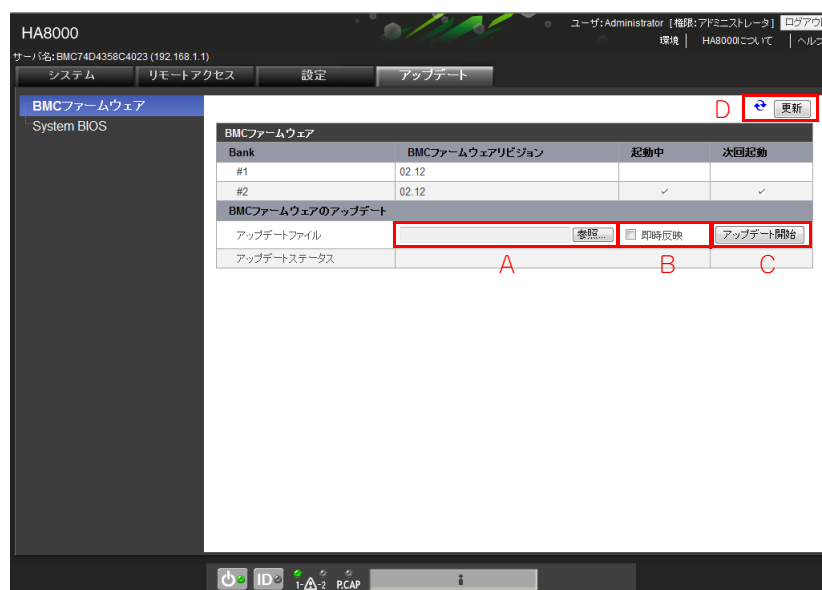 HA8000
ユーザ:Administrator [権限:アドミニストレータ] ログアウ
環境 | HA8000について | ヘルプ
サーバ名:BMC74D4358C4023 (192.168.1.1)
システム リモートアクセス 設定 アップデート
BMCファームウェア
System BIOS
D 更新
BMCファームウェア
Bank BMCファームウェアリビジョン 起動中 次回起動
#1 02.12
#2 02.12 ✓ ✓
BMCファームウェアのアップデート
アップデートファイル 参照... 即時反映 アップデート開始
アップデートステータス
A B C
ID 1-⚠-2 P.CAP i